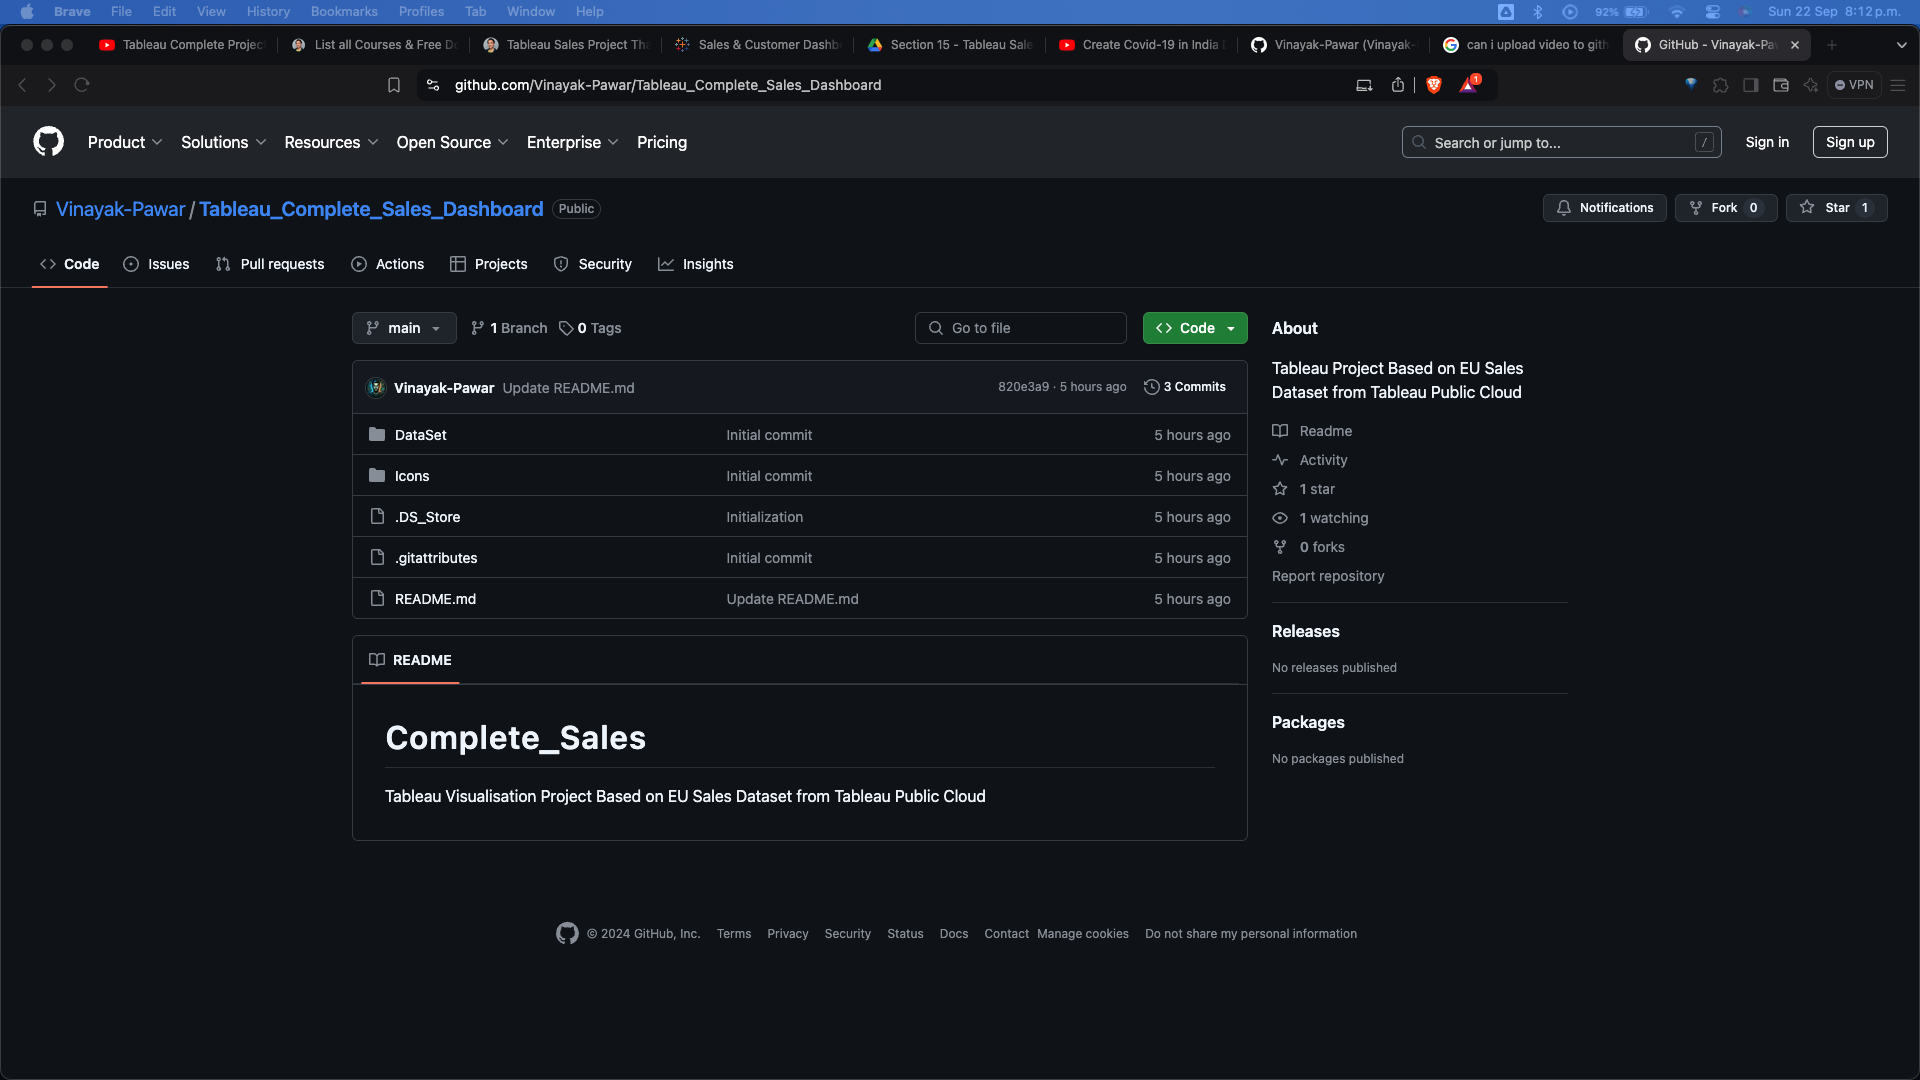 Brave File Edit View History Bookmarks Profiles Tab Window Help 92% Sun 22 Sep 8:12 p.m.
Tableau Complete Project List all Courses & Free Do Tableau Sales Project Tha Sales & Customer Dashb Section 15 - Tableau Sale Create Covid-19 in India Vinayak-Pawar (Vinayak- can i upload video to gith GitHub - Vinayak-Pa
github.com/Vinayak-Pawar/Tableau_Complete_Sales_Dashboard 1 VPN
Product Solutions Resources Open Source Enterprise Pricing Search or jump to... / Sign in Sign up
Vinayak-Pawar / Tableau_Complete_Sales_Dashboard Public Notifications Fork 0 Star 1
Code Issues Pull requests Actions Projects Security Insights
main 1 Branch 0 Tags Go to file Code
Vinayak-Pawar Update README.md 820e3a9 · 5 hours ago 3 Commits
DataSet Initial commit 5 hours ago
Icons Initial commit 5 hours ago
.DS_Store Initialization 5 hours ago
.gitattributes Initial commit 5 hours ago
README.md Update README.md 5 hours ago
README
Complete_Sales
Tableau Visualisation Project Based on EU Sales Dataset from Tableau Public Cloud
About
Tableau Project Based on EU Sales
Dataset from Tableau Public Cloud
Readme
Activity
1 star
1 watching
0 forks
Report repository
Releases
No releases published
Packages
No packages published
© 2024 GitHub, Inc. Terms Privacy Security Status Docs Contact Manage cookies Do not share my personal information